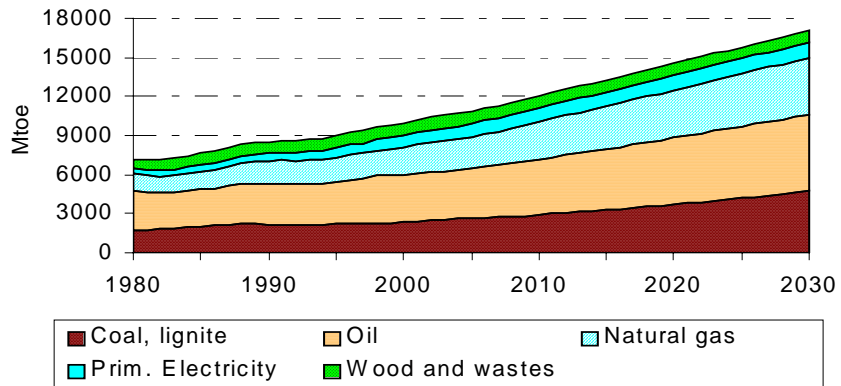 18000
15000
12000
9000
6000
3000
0
Mtoe
1980 1990 2000 2010 2020 2030
Coal, lignite Oil Natural gas
Prim. Electricity Wood and wastes